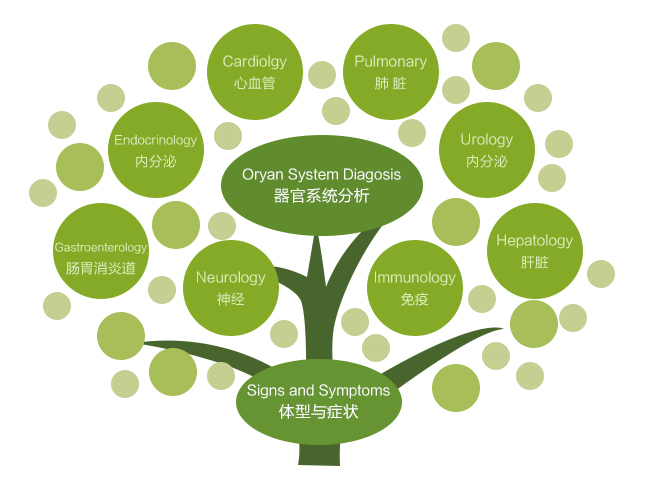 Cardiolgy
心血管
Pulmonary
肺 脏
Endocrinology
内分泌
Urology
内分泌
Oryan System Diagosis
器官系统分析
Gastroenterology
肠胃消炎道
Hepatology
肝脏
Neurology
神经
Immunology
免疫
Signs and Symptoms
体型与症状